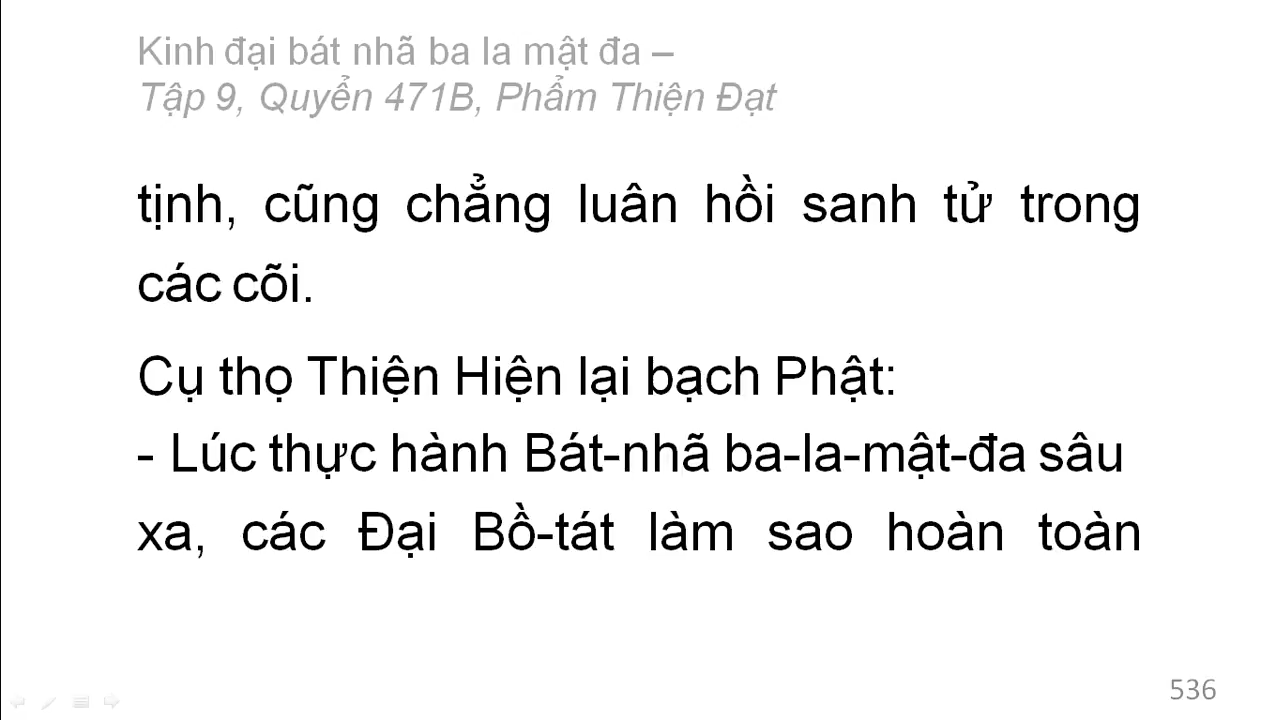 Kinh đại bát nhã ba la mật đa –
Tập 9, Quyển 471B, Phẩm Thiện Đạt
tịnh, cũng chẳng luân hồi sanh tử trong
các cõi.
Cụ thọ Thiện Hiện lại bạch Phật:
- Lúc thực hành Bát-nhã ba-la-mật-đa sâu
xa, các Đại Bồ-tát làm sao hoàn toàn
536